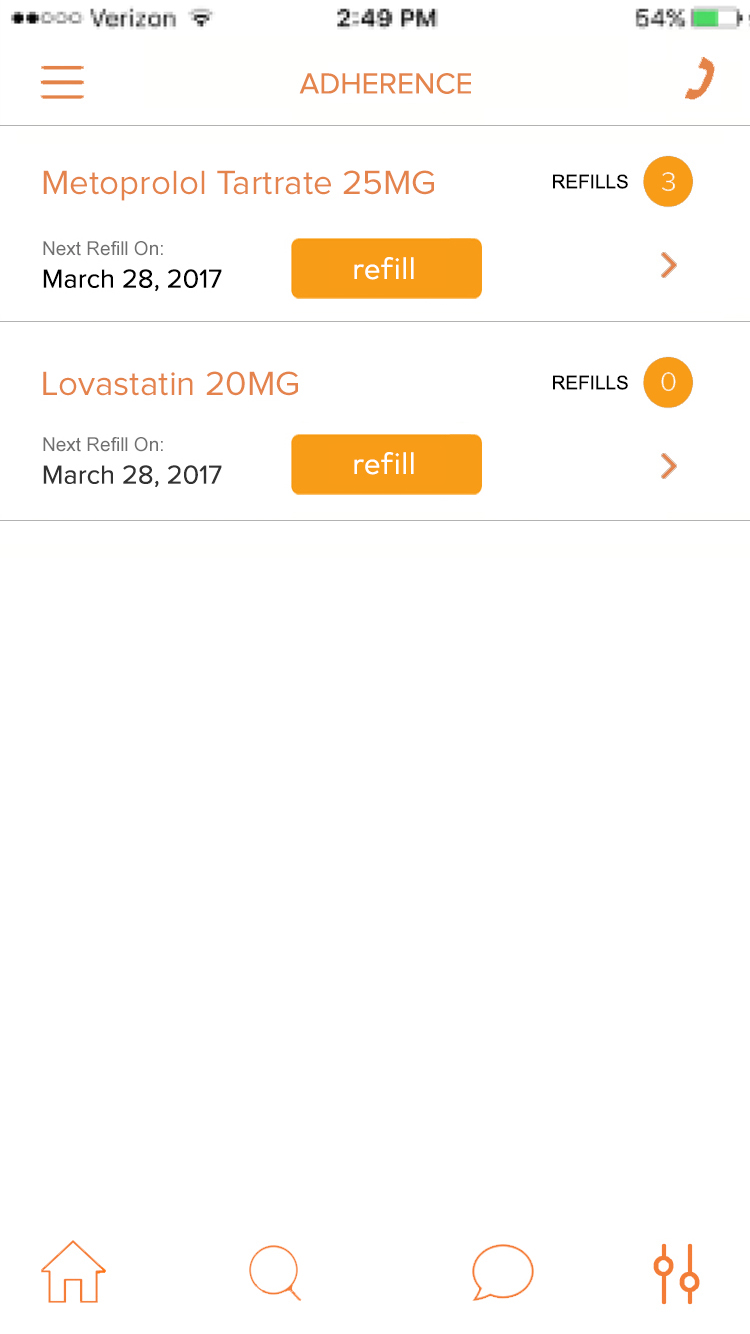 Verizon 2:49 PM 54%
ADHERENCE
Metoprolol Tartrate 25MG REFILLS 3
Next Refill On:
March 28, 2017 refill
Lovastatin 20MG REFILLS 0
Next Refill On:
March 28, 2017 refill